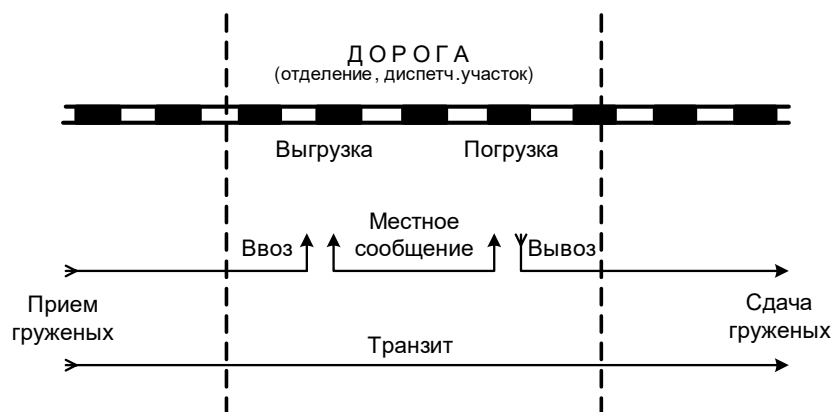 ДОРОГА
(отделение, диспетч.участок)
Выгрузка
Погрузка
Местное
сообщение
Ввоз
Вывоз
Прием
груженых
Сдача
груженых
Транзит